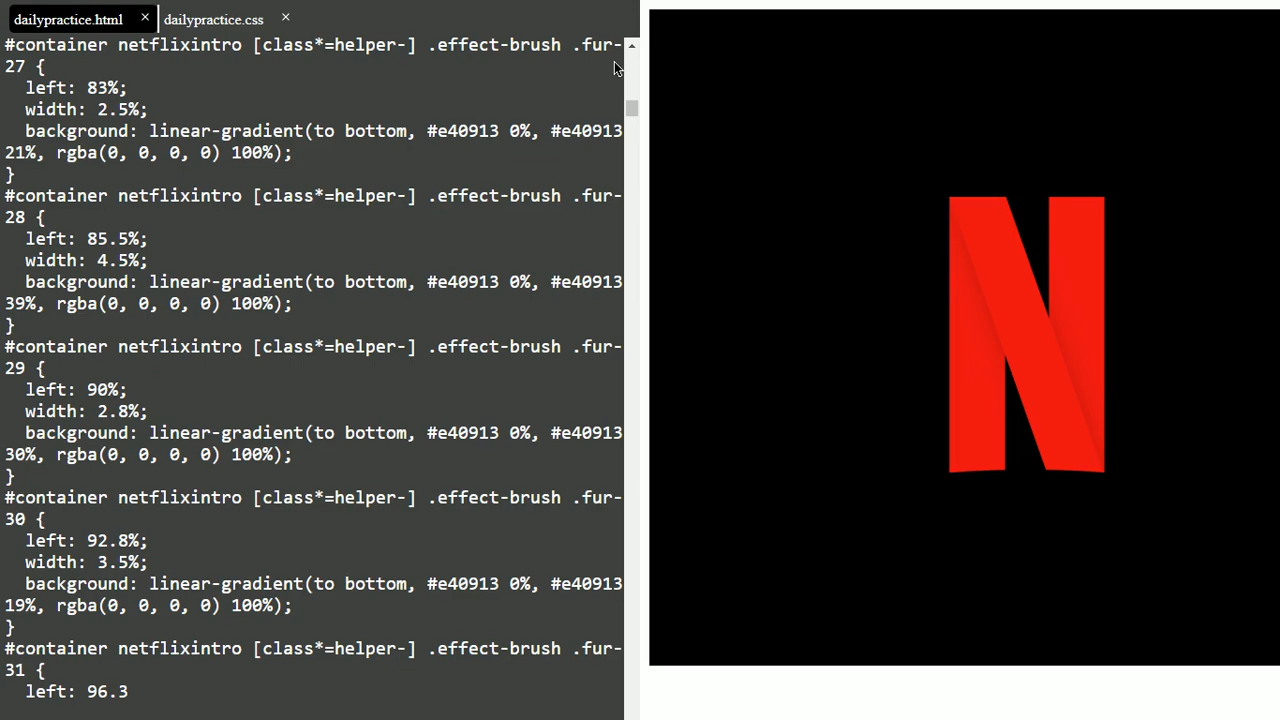 dailypractice.html × dailypractice.css ×
#container netflixintro [class*=helper-] .effect-brush .fur-
27 {
  left: 83%;
  width: 2.5%;
  background: linear-gradient(to bottom, #e40913 0%, #e40913
21%, rgba(0, 0, 0, 0) 100%);
}
#container netflixintro [class*=helper-] .effect-brush .fur-
28 {
  left: 85.5%;
  width: 4.5%;
  background: linear-gradient(to bottom, #e40913 0%, #e40913
39%, rgba(0, 0, 0, 0) 100%);
}
#container netflixintro [class*=helper-] .effect-brush .fur-
29 {
  left: 90%;
  width: 2.8%;
  background: linear-gradient(to bottom, #e40913 0%, #e40913
30%, rgba(0, 0, 0, 0) 100%);
}
#container netflixintro [class*=helper-] .effect-brush .fur-
30 {
  left: 92.8%;
  width: 3.5%;
  background: linear-gradient(to bottom, #e40913 0%, #e40913
19%, rgba(0, 0, 0, 0) 100%);
}
#container netflixintro [class*=helper-] .effect-brush .fur-
31 {
  left: 96.3
N